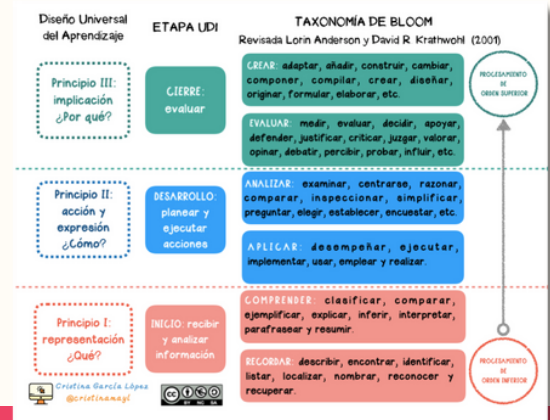 Diseño Universal
del Aprendizaje
ETAPA UDI
TAXONOMÍA DE BLOOM
Revisada Lorin Anderson y David R. Krathwohl (2001)
Principio III:
implicación
¿Por qué?
CIERRE:
evaluar
CREAR: adaptar, añadir, construir, cambiar,
componer, compilar, crear, diseñar,
originar, formular, elaborar, etc.
PROCESAMIENTO
DE
ORDEN SUPERIOR
EVALUAR: medir, evaluar, decidir, apoyar,
defender, justificar, criticar, juzgar, valorar,
opinar, debatir, percibir, probar, influir, etc.
Principio II:
acción y
expresión
¿Cómo?
DESARROLLO:
planear y
ejecutar
acciones
ANALIZAR: examinar, centrarse, razonar,
comparar, inspeccionar, simplificar,
preguntar, elegir, establecer, encuestar, etc.
APLICAR: desempeñar, ejecutar,
implementar, usar, emplear y realizar.
Principio I:
representación
¿Qué?
INICIO: recibir
y analizar
información
COMPRENDER: clasificar, comparar,
ejemplificar, explicar, inferir, interpretar,
parafrasear y resumir.
RECORDAR: describir, encontrar, identificar,
listar, localizar, nombrar, reconocer y
recuperar.
PROCESAMIENTO
DE
ORDEN INFERIOR
Cristina García López
@cristinamayl
CC BY NC SA